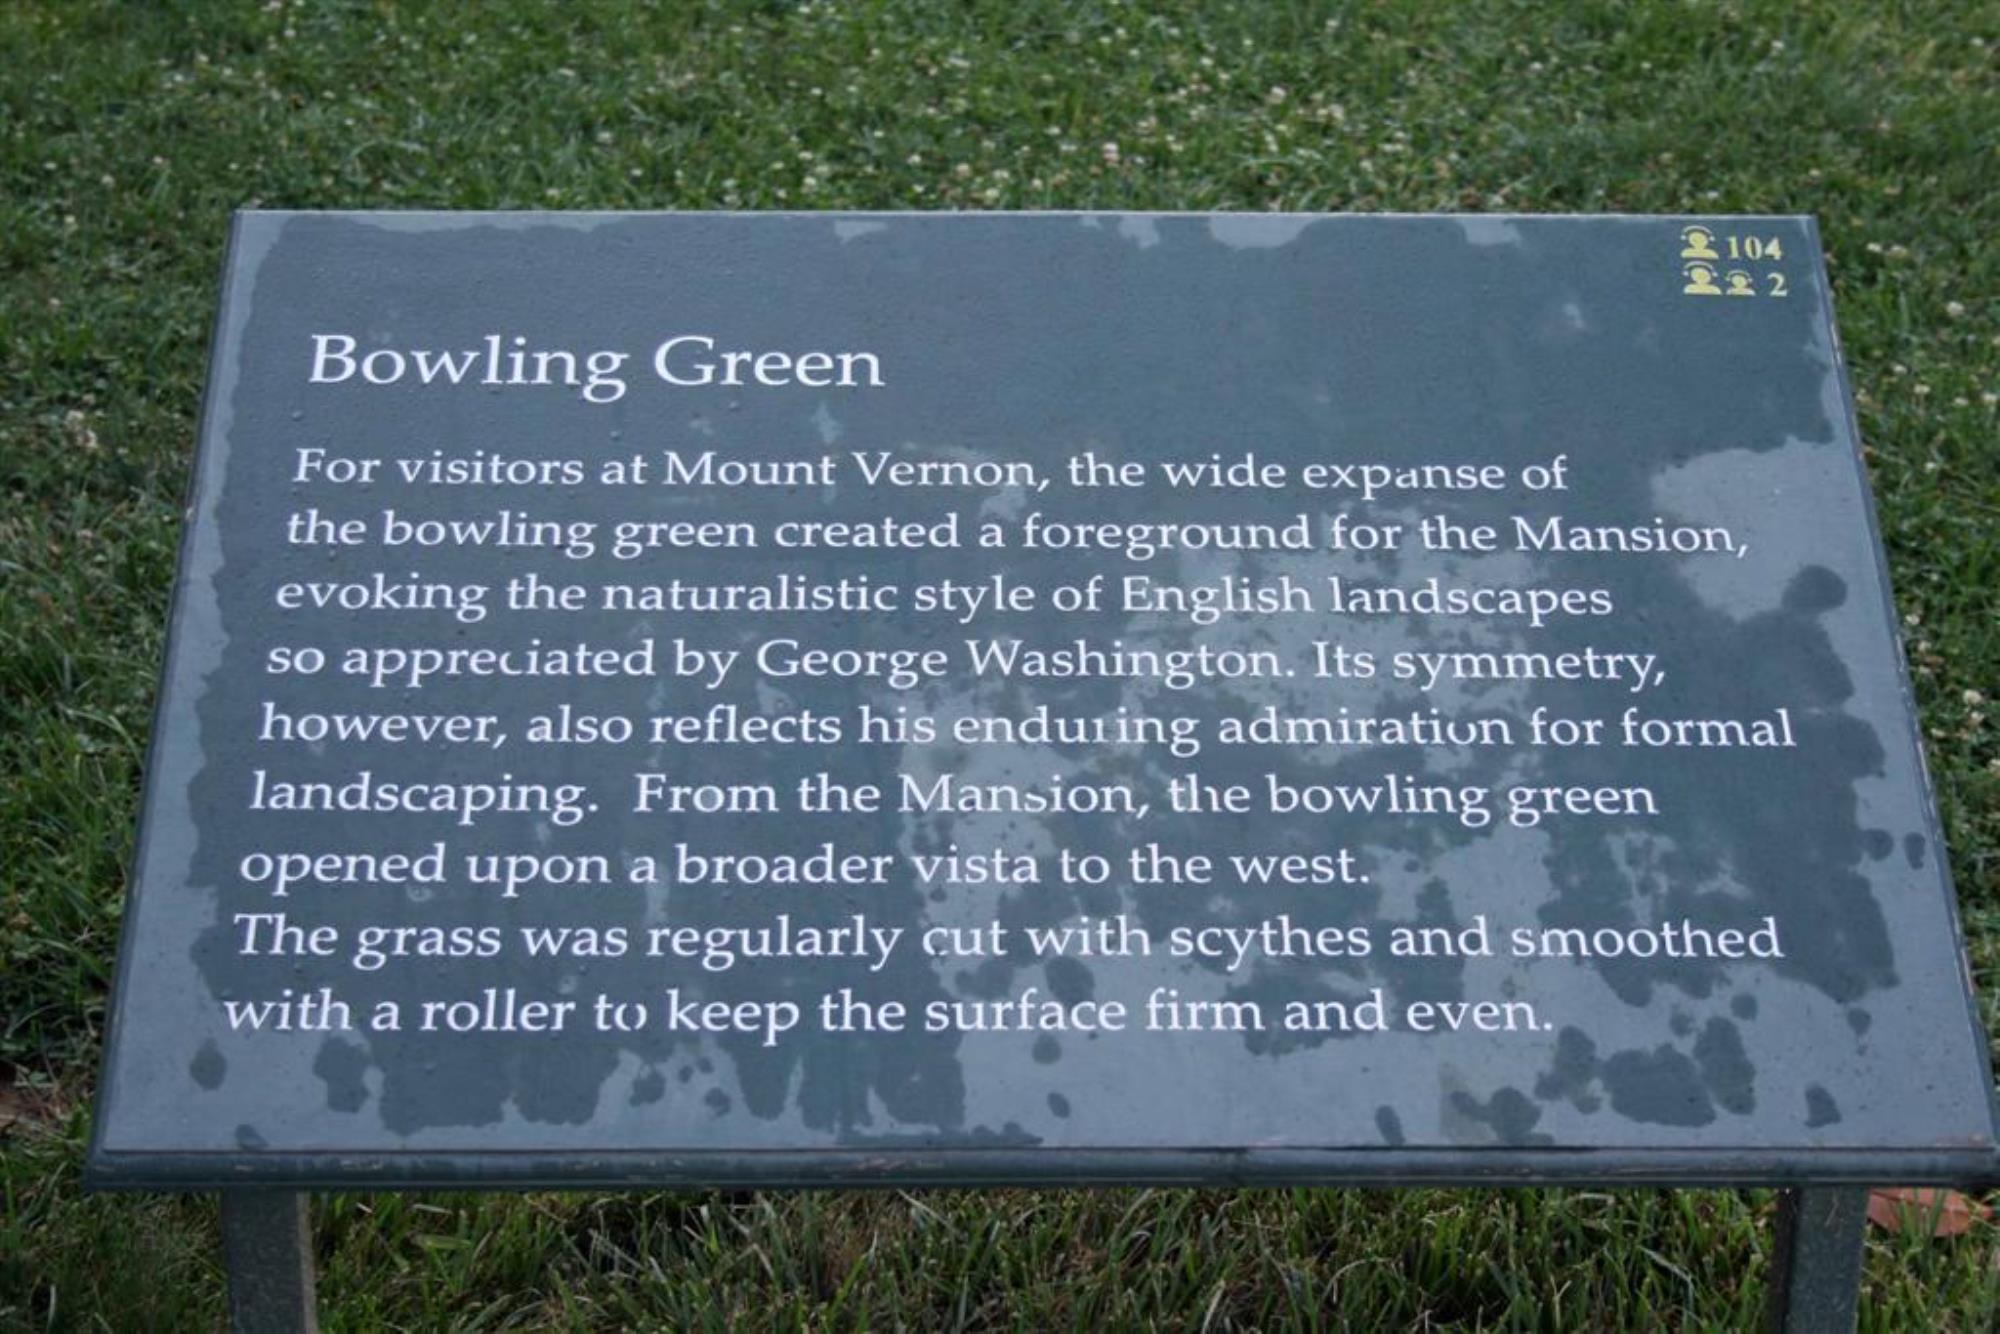 104
2
Bowling Green
For visitors at Mount Vernon, the wide expanse of
the bowling green created a foreground for the Mansion,
evoking the naturalistic style of English landscapes
so appreciated by George Washington. Its symmetry,
however, also reflects his enduring admiration for formal
landscaping.  From the Mansion, the bowling green
opened upon a broader vista to the west.
The grass was regularly cut with scythes and smoothed
with a roller to keep the surface firm and even.